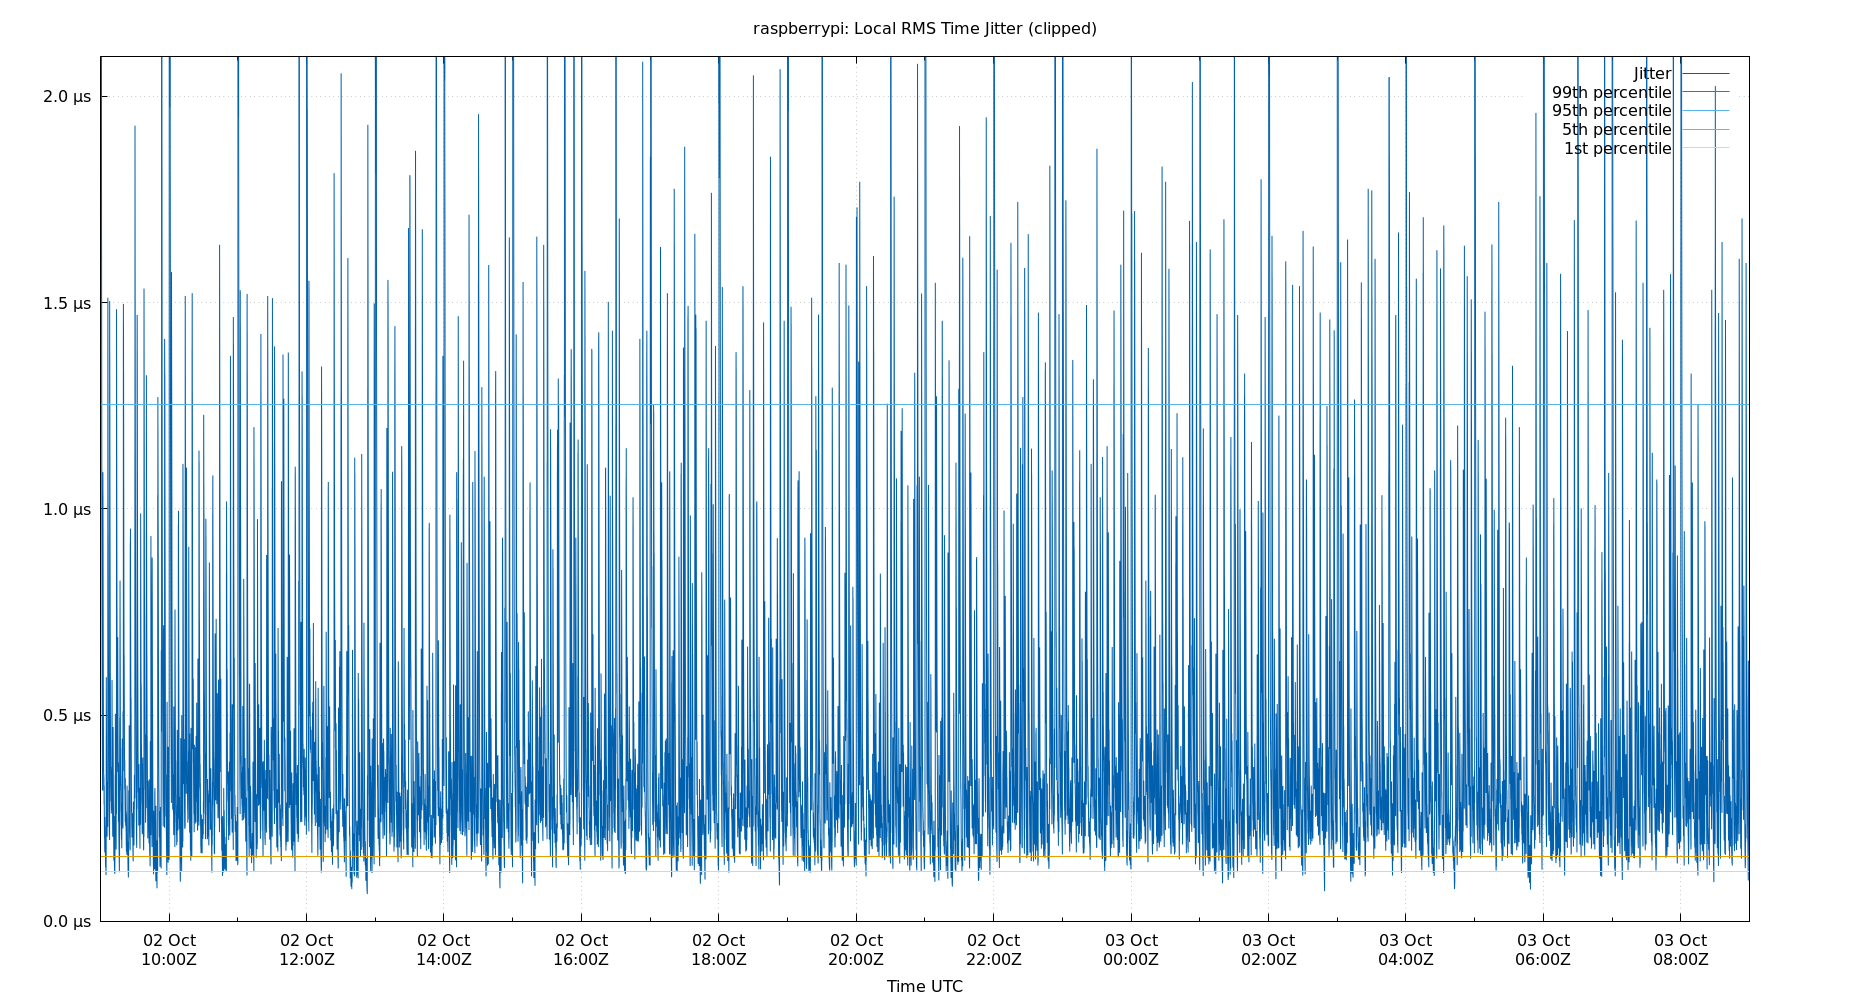 raspberrypi: Local RMS Time Jitter (clipped)
Jitter
99th percentile
95th percentile
5th percentile
1st percentile
2.0 µs
1.5 µs
1.0 µs
0.5 µs
0.0 µs
02 Oct 02 Oct 02 Oct 02 Oct 02 Oct 02 Oct 02 Oct 03 Oct 03 Oct 03 Oct 03 Oct 03 Oct
10:00Z 12:00Z 14:00Z 16:00Z 18:00Z 20:00Z 22:00Z 00:00Z 02:00Z 04:00Z 06:00Z 08:00Z
Time UTC